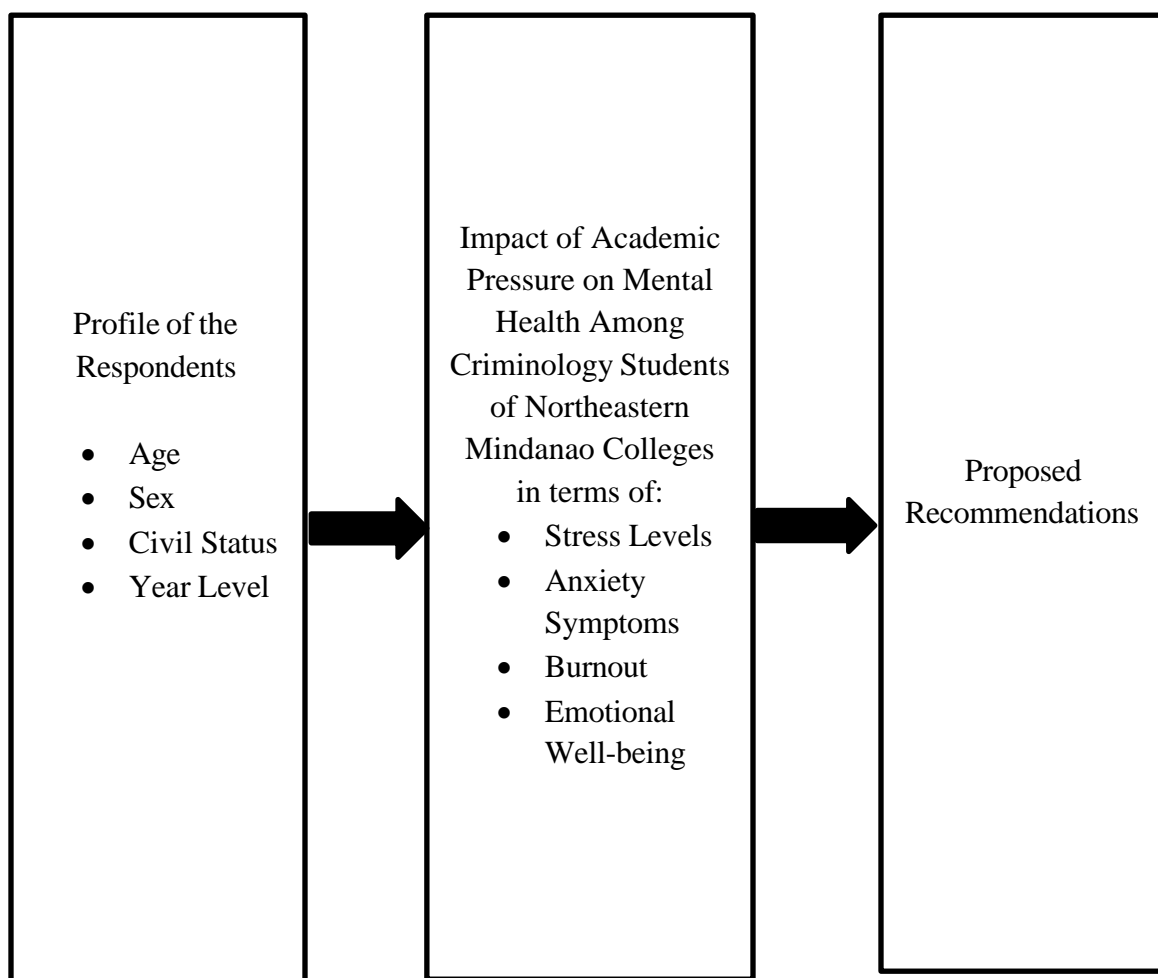 Profile of the
Respondents
• Age
• Sex
• Civil Status
• Year Level
Impact of Academic
Pressure on Mental
Health Among
Criminology Students
of Northeastern
Mindanao Colleges
in terms of:
• Stress Levels
• Anxiety
Symptoms
• Burnout
• Emotional
Well-being
Proposed
Recommendations